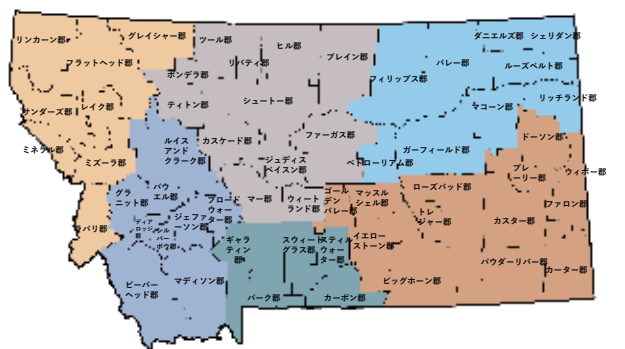 リンカーン郡
グレイシャー郡
ツール郡
ヒル郡
ダニエルズ郡
シェリダン郡
フラットヘッド郡
リバティ郡
ブレイン郡
バレー郡
ルーズベルト郡
ポンデラ郡
フィリップス郡
シュートー郡
リッチランド郡
サンダーズ郡
レイク郡
ティトン郡
マコーン郡
ミネラル郡
ミズーラ郡
ルイス
アンド
クラーク郡
カスケード郡
ファーガス郡
ドーソン郡
ジュディス
ベイスン郡
ペトローリアム郡
ガーフィールド郡
プレ
ーリー郡
ウィボー郡
グラ
ニット郡
パウ
エル郡
ブロード
ウォー
ター郡
マー郡
ウィート
ランド郡
ゴール
デン
バレー郡
マッスル
シェル郡
ローズバッド郡
トレ
ジャー郡
カスター郡
ファロン郡
ラバリ郡
ディア
ロッジ
郡
シル
バー
ボウ郡
ジェファ
ーソン郡
ギャラ
ティン
郡
スウィート
グラス郡
スティル
ウォー
ター郡
イエロー
ストーン郡
パウダーリバー郡
カーター郡
ビーバー
ヘッド郡
マディソン郡
パーク郡
カーボン郡
ビッグホーン郡